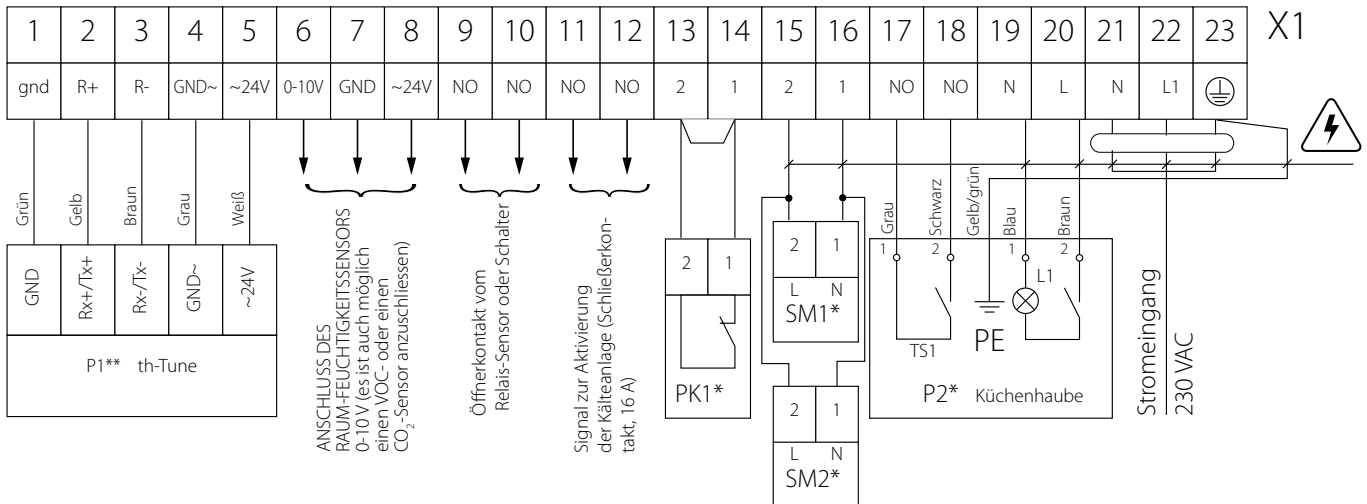 1 2 3 4 5 6 7 8 9 10 11 12 13 14 15 16 17 18 19 20 21 22 23 X1
gnd R+ R- GND~ ~24V 0-10V GND ~24V NO NO NO NO 2 1 2 1 NO NO N L N L1
Grün
Gelb
Braun
Grau
Weiß
GND
Rx+/Tx+
Rx-/Tx-
GND~
~24V
P1** th-Tune
ANSCHLUSS DES
RAUM-FEUCHTIGKEITSSENSORS
0-10 V (es ist auch möglich
einen VOC- oder einen
CO₂-Sensor anzuschliessen)
Öffnerkontakt vom
Relais-Sensor oder Schalter
Signal zur Aktivierung
der Kälteanlage (Schließerkon-
takt, 16 A)
2 1
PK1*
2 1
L N
SM1*
2 1
L N
SM2*
Grau
Schwarz
Gelb/grün
Blau
Braun
1 2 1 2
L1
TS1
PE
P2* Küchenhaube
Stromeingang
230 VAC